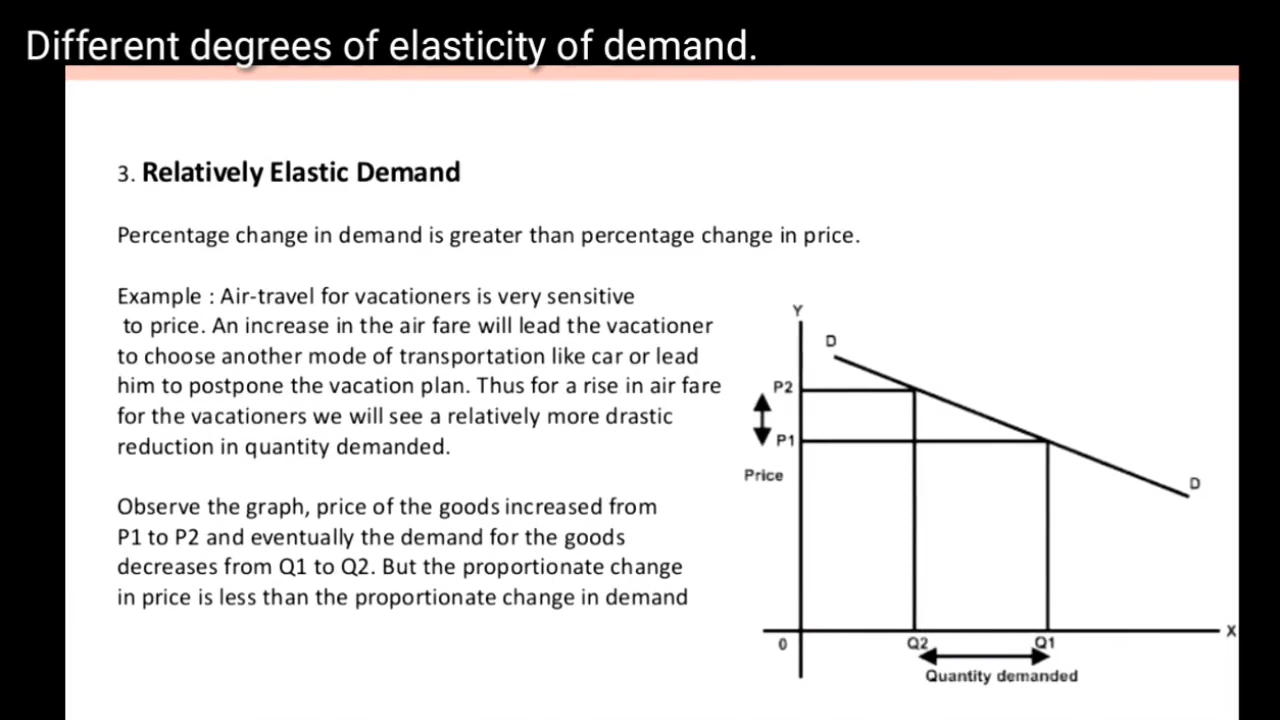 Different degrees of elasticity of demand.
3. Relatively Elastic Demand
Percentage change in demand is greater than percentage change in price.
Example : Air-travel for vacationers is very sensitive
to price. An increase in the air fare will lead the vacationer
to choose another mode of transportation like car or lead
him to postpone the vacation plan. Thus for a rise in air fare
for the vacationers we will see a relatively more drastic
reduction in quantity demanded.
Observe the graph, price of the goods increased from
P1 to P2 and eventually the demand for the goods
decreases from Q1 to Q2. But the proportionate change
in price is less than the proportionate change in demand
Y
D
P2
P1
Price
D
X
0
Q2
Q1
Quantity demanded